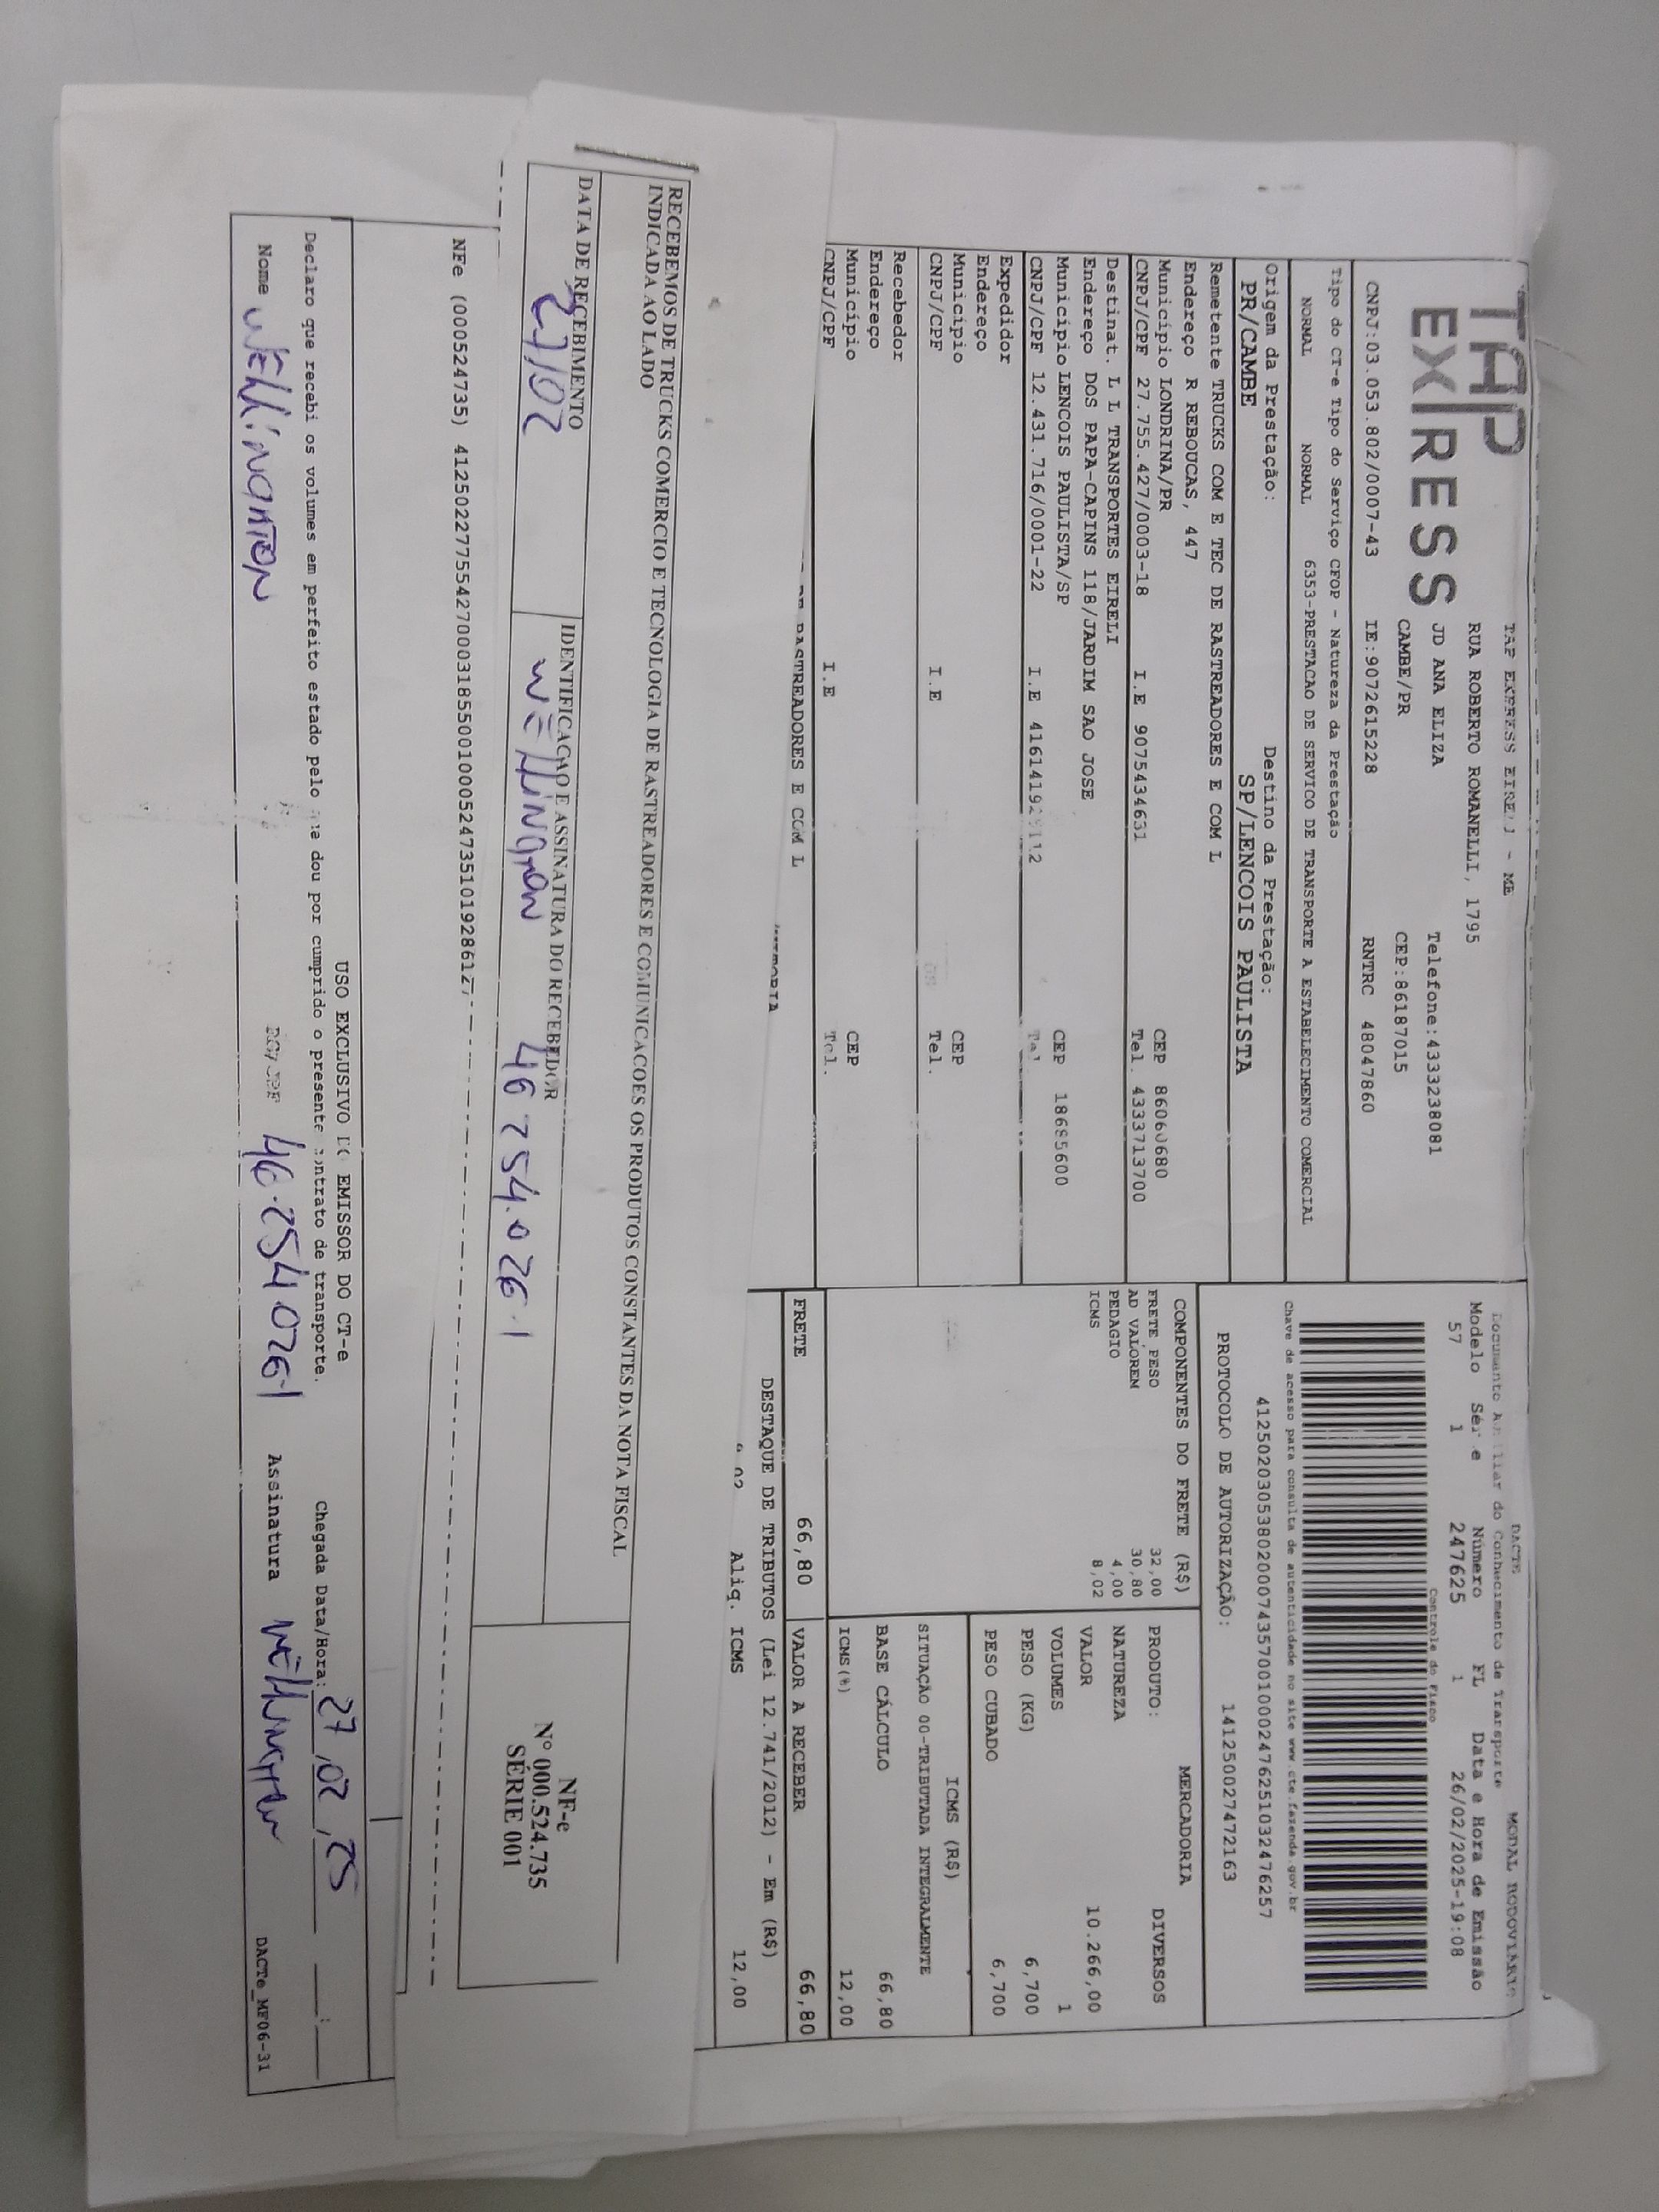 TAP
EX|RESS
TAP EXPRESS EIRELI - ME
RUA ROBERTO ROMANELLI, 1795
JD ANA ELIZA Telefone:4333238081
CAMBE/PR CEP:86187015
CNPJ:03.053.802/0007-43 IE:9072615228 RNTRC 48047860
Tipo do CT-e Tipo do Serviço CFOP - Natureza da Prestação
NORMAL NORMAL 6353-PRESTACAO DE SERVICO DE TRANSPORTE A ESTABELECIMENTO COMERCIAL
Origem da Prestação: Destino da Prestação:
PR/CAMBE SP/LENCOIS PAULISTA
Remetente TRUCKS COM E TEC DE RASTREADORES E COM L
Endereço R REBOUCAS, 447
Município LONDRINA/PR CEP 86060680
CNPJ/CPF 27.755.427/0003-18 I.E 9075434631 Tel. 4333713700
Destinat. L L TRANSPORTES EIRELI
Endereço DOS PAPA-CAPINS 118/JARDIM SAO JOSE
Município LENCOIS PAULISTA/SP CEP 18685600
CNPJ/CPF 12.431.716/0001-22 I.E Tel
Expedidor
Endereço
Município CEP
CNPJ/CPF I.E Tel.
Recebedor
Endereço
Município CEP
CNPJ/CPF I.E Tel.
RASTREADORES E COM L
DACTE MODAL RODOVIARIO
Documento Auxiliar do Conhecimento de Transporte
Modelo Série Número FL Data e Hora de Emissão
57 1 247625 1 26/02/2025-19:08
Controle do Fisco
Chave de acesso para consulta de autenticidade no site www.cte.fazenda.gov.br
41250203053802000743570010002476251032476257
PROTOCOLO DE AUTORIZAÇÃO: 141250027472163
COMPONENTES DO FRETE (R$)
FRETE PESO 32,00
AD VALOREM 30,80
PEDAGIO 4,00
ICMS 8,02
MERCADORIA
PRODUTO: DIVERSOS
NATUREZA
VALOR 10.266,00
VOLUMES 1
PESO (KG) 6,700
PESO CUBADO 6,700
ICMS (R$)
SITUAÇÃO 00-TRIBUTADA INTEGRALMENTE
BASE CÁLCULO 66,80
ICMS(%) 12,00
FRETE 66,80 VALOR A RECEBER 66,80
DESTAQUE DE TRIBUTOS (Lei 12.741/2012) - Em (R$)
Aliq. ICMS 12,00
RECEBEMOS DE TRUCKS COMERCIO E TECNOLOGIA DE RASTREADORES E COMUNICACOES OS PRODUTOS CONSTANTES DA NOTA FISCAL
INDICADA AO LADO
DATA DE RECEBIMENTO
27/02
IDENTIFICAÇAO E ASSINATURA DO RECEBEDOR
WELLINGTON 46 254.026-1
NF-e
Nº 000.524.735
SÉRIE 001
NFe (000524735) 41250227755427000318550010005247351019286127
USO EXCLUSIVO DO EMISSOR DO CT-e
Declaro que recebi os volumes em perfeito estado pelo que dou por cumprido o presente contrato de transporte.
Chegada Data/Hora: 27,02,25
Nome WELLINGTON RG/CPF 46.254.026-1 Assinatura WELLINGTON
DACTe_MF06-31